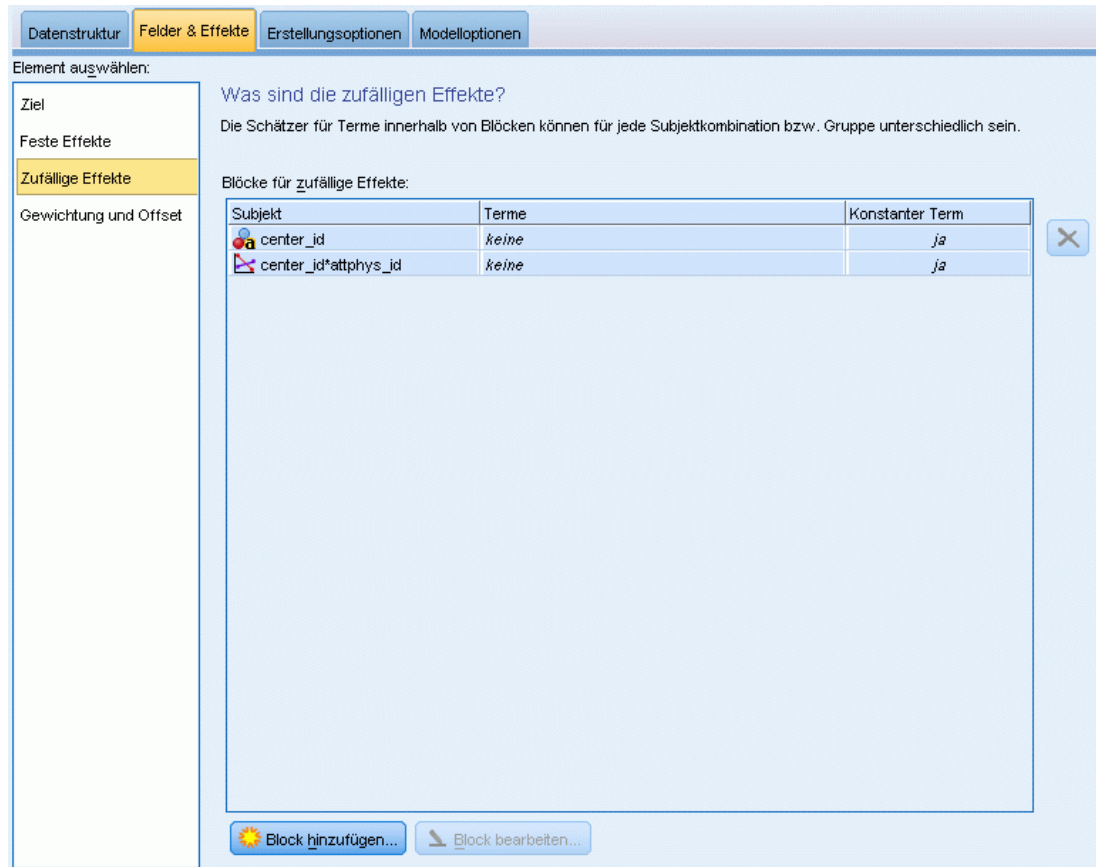 Datenstruktur Felder & Effekte Erstellungsoptionen Modelloptionen
Element auswählen:
Ziel
Feste Effekte
Zufällige Effekte
Gewichtung und Offset
Was sind die zufälligen Effekte?
Die Schätzer für Terme innerhalb von Blöcken können für jede Subjektkombination bzw. Gruppe unterschiedlich sein.
Blöcke für zufällige Effekte:
Subjekt Terme Konstanter Term
center_id keine ja
center_id*attphys_id keine ja
Block hinzufügen... Block bearbeiten...